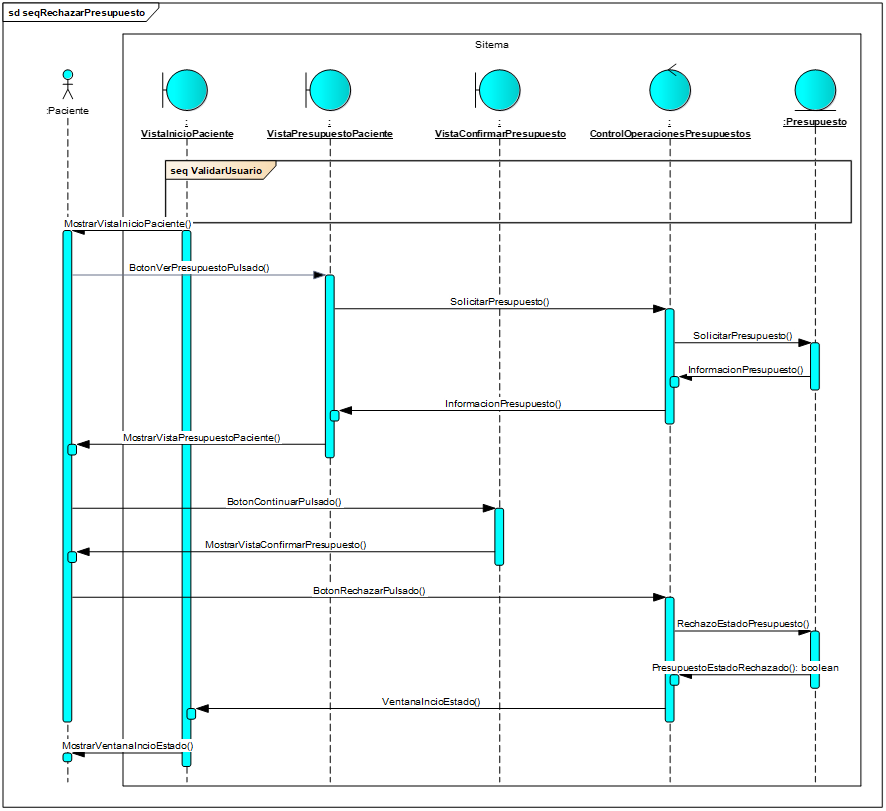 sd seqRechazarPresupuesto
Sitema
:Paciente
:
VistaInicioPaciente
:
VistaPresupuestoPaciente
:
VistaConfirmarPresupuesto
:
ControlOperacionesPresupuestos
:Presupuesto
seq ValidarUsuario
MostrarVistaInicioPaciente()
BotonVerPresupuestoPulsado()
SolicitarPresupuesto()
SolicitarPresupuesto()
InformacionPresupuesto()
InformacionPresupuesto()
MostrarVistaPresupuestoPaciente()
BotonContinuarPulsado()
MostrarVistaConfirmarPresupuesto()
BotonRechazarPulsado()
RechazoEstadoPresupuesto()
PresupuestoEstadoRechazado(): boolean
VentanaIncioEstado()
MostrarVentanaIncioEstado()